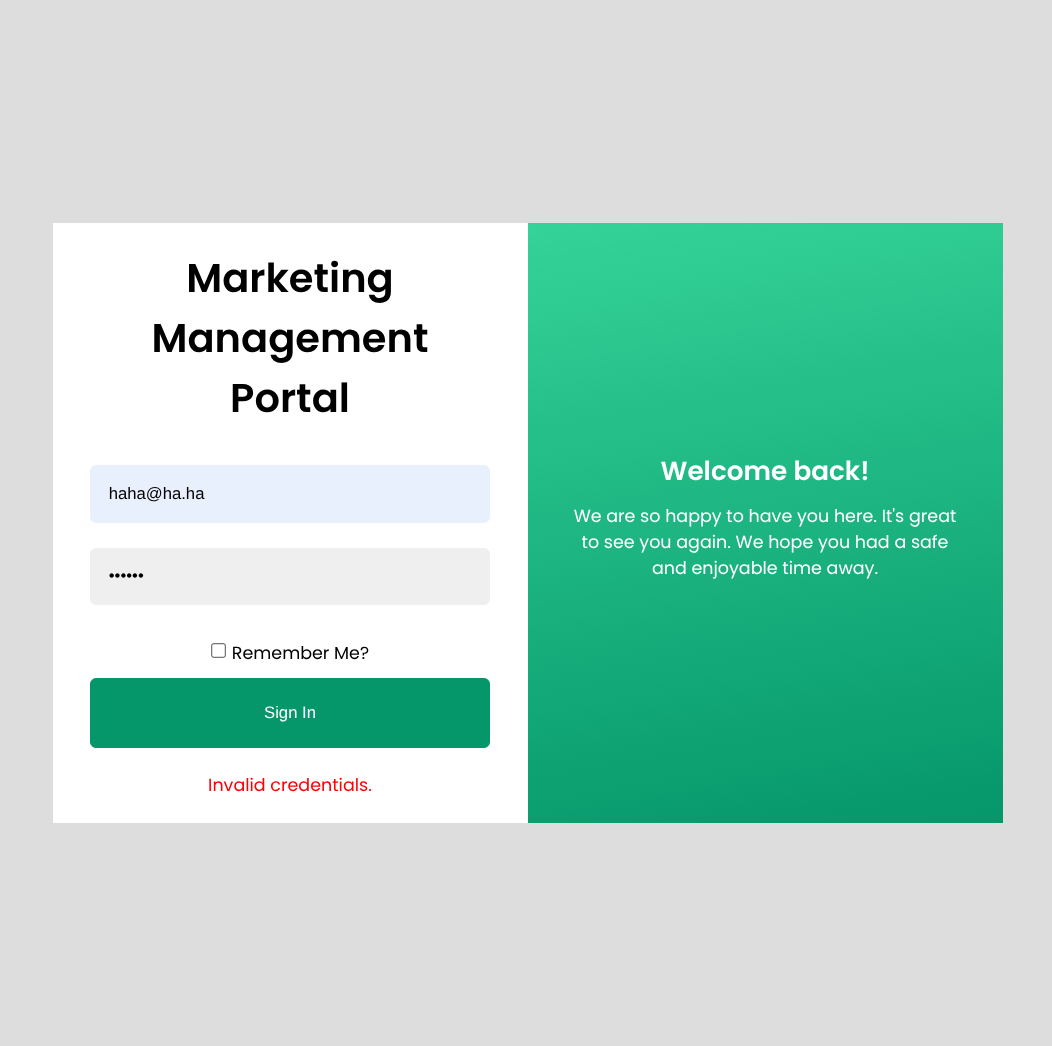 Marketing
Management
Portal
haha@ha.ha
••••••
Remember Me?
Sign In
Invalid credentials.
Welcome back!
We are so happy to have you here. It's great
to see you again. We hope you had a safe
and enjoyable time away.